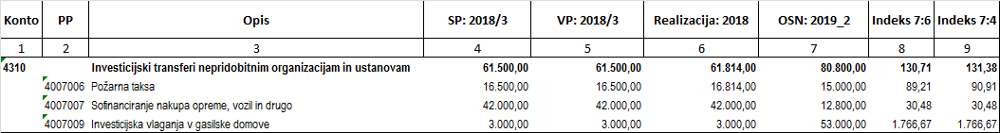 Konto PP Opis SP: 2018/3 VP: 2018/3 Realizacija: 2018 OSN: 2019_2 Indeks 7:6 Indeks 7:4
1 2 3 4 5 6 7 8 9
4310 Investicijski transferi nepridobitnim organizacijam in ustanovam 61.500,00 61.500,00 61.814,00 80.800,00 130,71 131,38
4007006 Požarna taksa 16.500,00 16.500,00 16.814,00 15.000,00 89,21 90,91
4007007 Sofinanciranje nakupa opreme, vozil in drugo 42.000,00 42.000,00 42.000,00 12.800,00 30,48 30,48
4007009 Investicijska vlaganja v gasilske domove 3.000,00 3.000,00 3.000,00 53.000,00 1.766,67 1.766,67